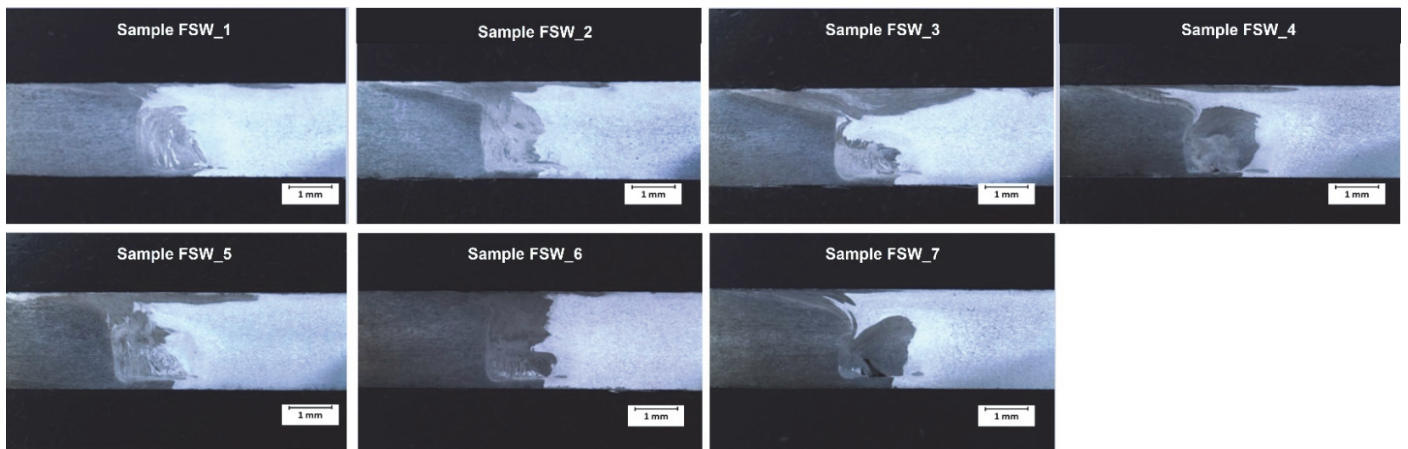 Sample FSW_1
Sample FSW_2
Sample FSW_3
Sample FSW_4
1 mm
1 mm
1 mm
1 mm
Sample FSW_5
Sample FSW_6
Sample FSW_7
1 mm
1 mm
1 mm